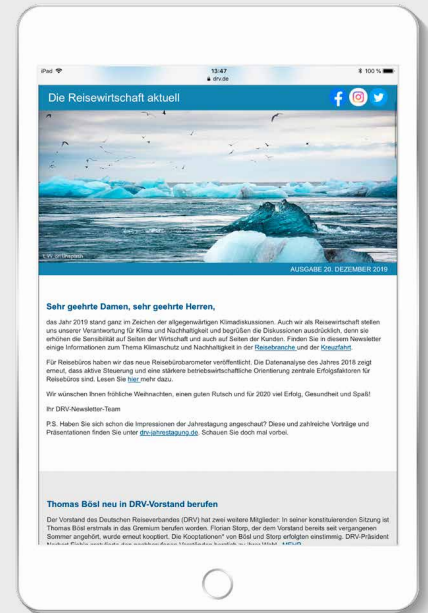 iPad
13:47
100 %
drv.de
Die Reisewirtschaft aktuell
AUSGABE 20. DEZEMBER 2019
Sehr geehrte Damen, sehr geehrte Herren,
das Jahr 2019 stand ganz im Zeichen der allgegenwärtigen Klimadiskussionen. Auch wir als Reisewirtschaft stellen
uns unserer Verantwortung für Klima und Nachhaltigkeit und begrüßen die Diskussionen ausdrücklich, denn sie
erhöhen die Sensibilität auf Seiten der Wirtschaft und auch auf Seiten der Kunden. Finden Sie in diesem Newsletter
einige Informationen zum Thema Klimaschutz und Nachhaltigkeit in der Reisebranche und der Kreuzfahrt.
Für Reisebüros haben wir das neue Reisebürobarometer veröffentlicht. Die Datenanalyse des Jahres 2018 zeigt
erneut, dass aktive Steuerung und eine stärkere betriebswirtschaftliche Orientierung zentrale Erfolgsfaktoren für
Reisebüros sind. Lesen Sie hier mehr dazu.
Wir wünschen Ihnen fröhliche Weihnachten, einen guten Rutsch und für 2020 viel Erfolg, Gesundheit und Spaß!
Ihr DRV-Newsletter-Team
P.S. Haben Sie sich schon die Impressionen der Jahrestagung angeschaut? Diese und zahlreiche Vorträge und
Präsentationen finden Sie unter drv-jahrestagung.de. Schauen Sie doch mal vorbei.
Thomas Bösl neu in DRV-Vorstand berufen
Der Vorstand des Deutschen Reiseverbandes (DRV) hat zwei weitere Mitglieder: In seiner konstituierenden Sitzung ist
Thomas Bösl erstmals in das Gremium berufen worden. Florian Storp, der dem Vorstand bereits seit vergangenen
Sommer angehört, wurde erneut kooptiert. Die Kooptationen* von Bösl und Storp erfolgten einstimmig. DRV-Präsident